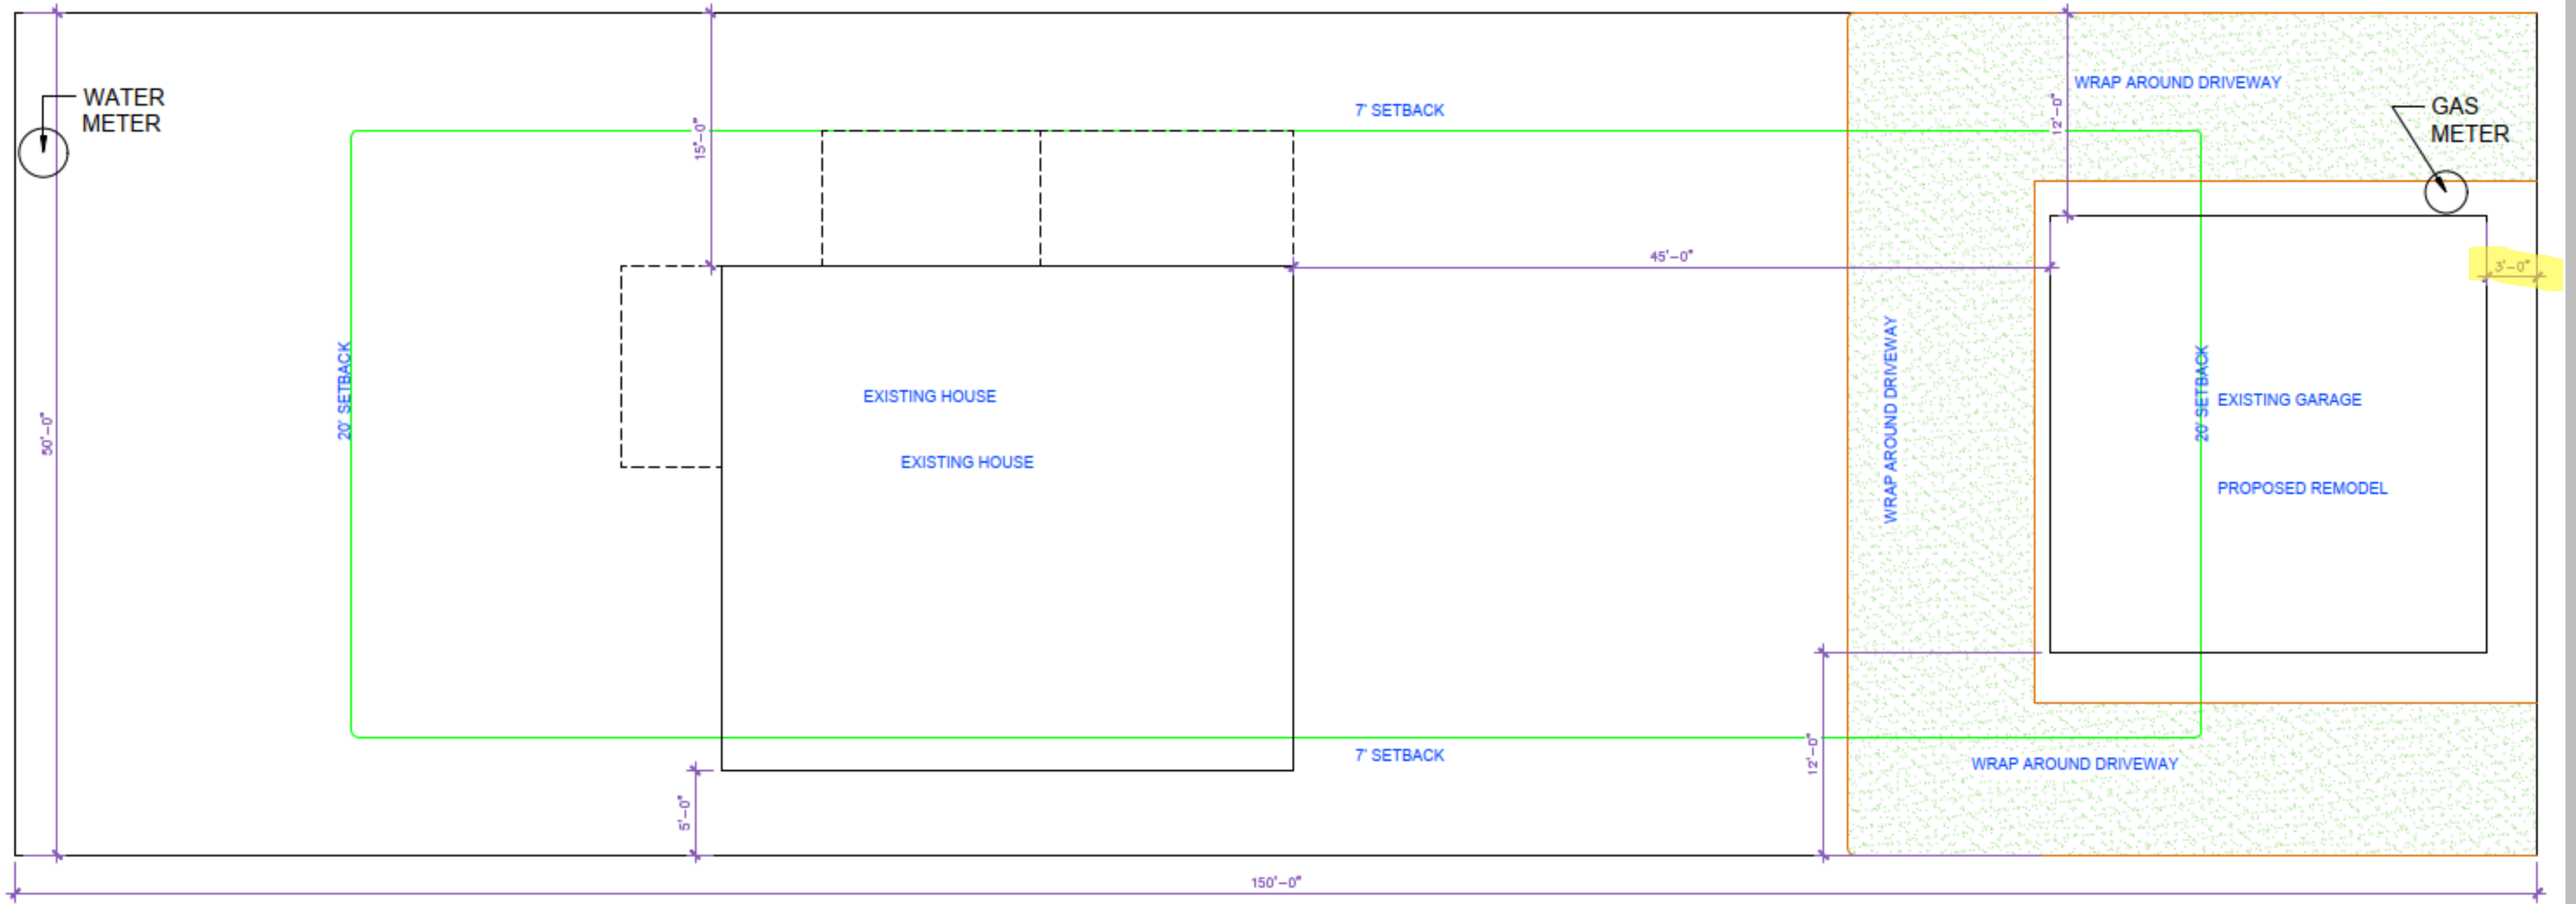 WATER
METER
7' SETBACK
WRAP AROUND DRIVEWAY
GAS
METER
15'-0"
12'-0"
45'-0"
3'-0"
20' SETBACK
50'-0"
EXISTING HOUSE
EXISTING HOUSE
WRAP AROUND DRIVEWAY
20' SETBACK
EXISTING GARAGE
PROPOSED REMODEL
7' SETBACK
12'-0"
WRAP AROUND DRIVEWAY
5'-0"
150'-0"